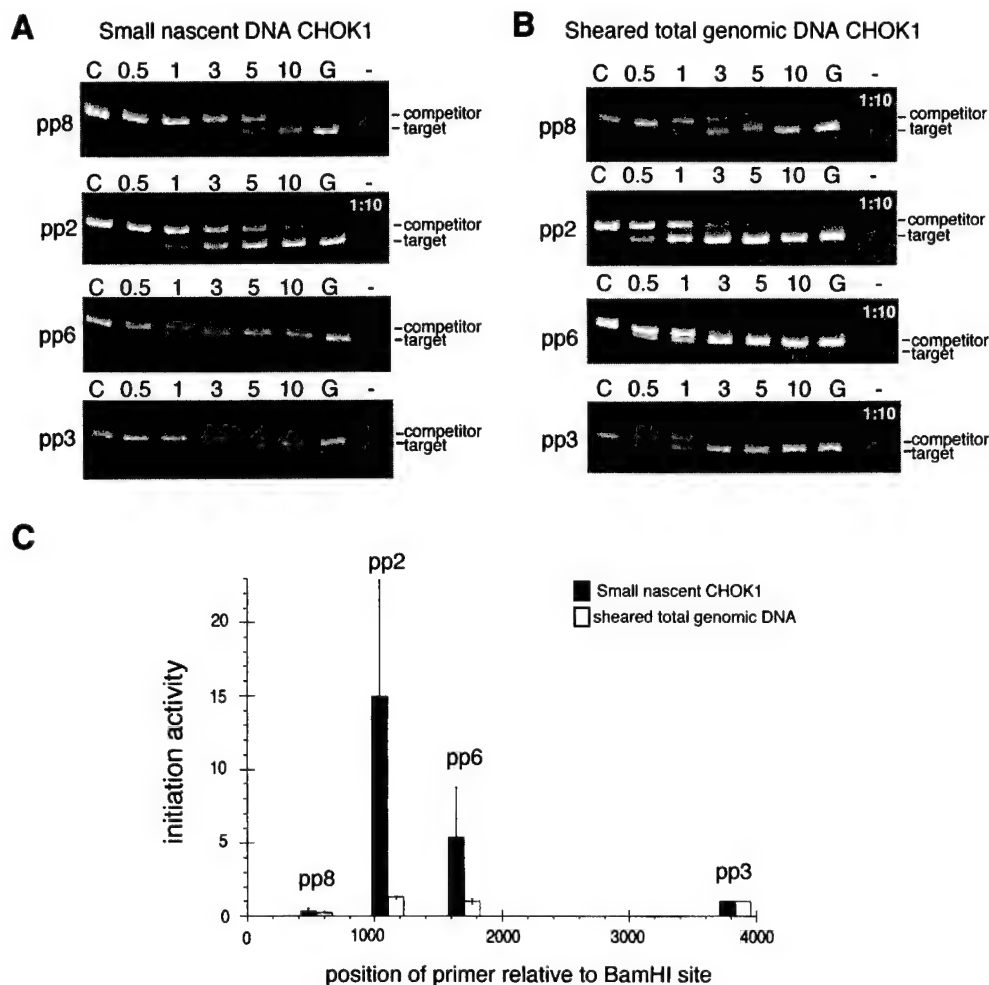 A
Small nascent DNA CHOK1
C 0.5 1 3 5 10 G -
pp8
competitor
target
C 0.5 1 3 5 10 G -
1:10
pp2
competitor
target
C 0.5 1 3 5 10 G -
pp6
competitor
target
C 0.5 1 3 5 10 G -
pp3
competitor
target
B
Sheared total genomic DNA CHOK1
C 0.5 1 3 5 10 G -
1:10
pp8
competitor
target
C 0.5 1 3 5 10 G -
1:10
pp2
competitor
target
C 0.5 1 3 5 10 G -
1:10
pp6
competitor
target
C 0.5 1 3 5 10 G -
1:10
pp3
competitor
target
C
pp2
Small nascent CHOK1
sheared total genomic DNA
20
15
10
5
0
initiation activity
pp6
pp8
pp3
0 1000 2000 3000 4000
position of primer relative to BamHI site